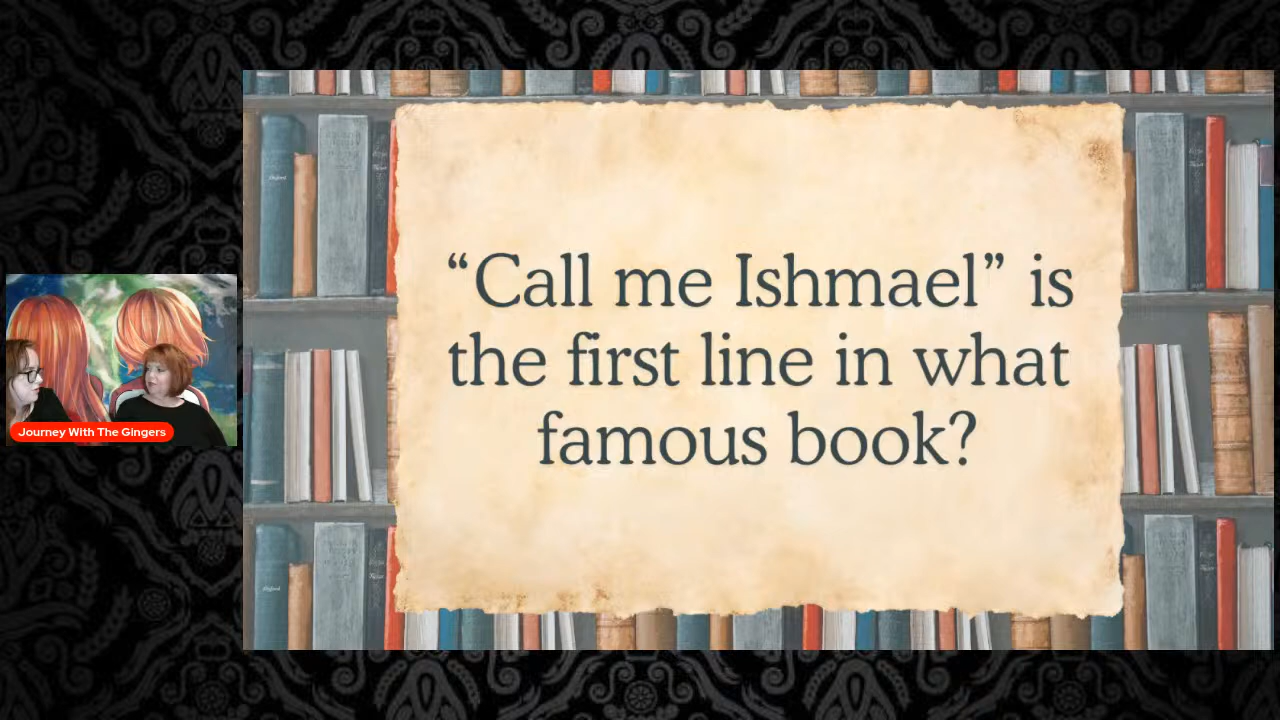 “Call me Ishmael” is
the first line in what
famous book?
Journey With The Gingers